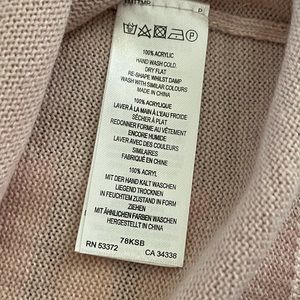 P
100% ACRYLIC
HAND WASH COLD
DRY FLAT
RE-SHAPE WHILST DAMP
WASH WITH SIMILAR COLOURS
MADE IN CHINA
100% ACRYLIQUE
LAVER À LA MAIN À L'EAU FROIDE
SÉCHER À PLAT
REDONNER FORME AU VÊTEMENT
ENCORE HUMIDE
LAVER AVEC DES COULEURS
SIMILAIRES
FABRIQUÉ EN CHINE
100% ACRYL
MIT DER HAND KALT WASCHEN
LIEGEND TROCKNEN
IM FEUCHTEN ZUSTAND IN FORM
ZIEHEN
MIT ÄHNLICHEN FARBEN WASCHEN
HERGESTELLT IN CHINA
78KSB
RN 53372 CA 34338